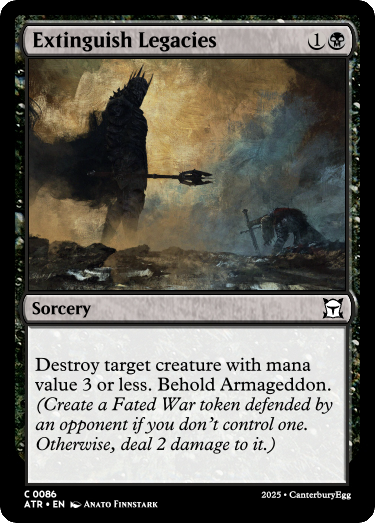 Extinguish Legacies 1
Sorcery
Destroy target creature with mana
value 3 or less. Behold Armageddon.
(Create a Fated War token defended by
an opponent if you don't control one.
Otherwise, deal 2 damage to it.)
C 0086
ATR • EN Anato Finnstark
2025 • CanterburyEgg